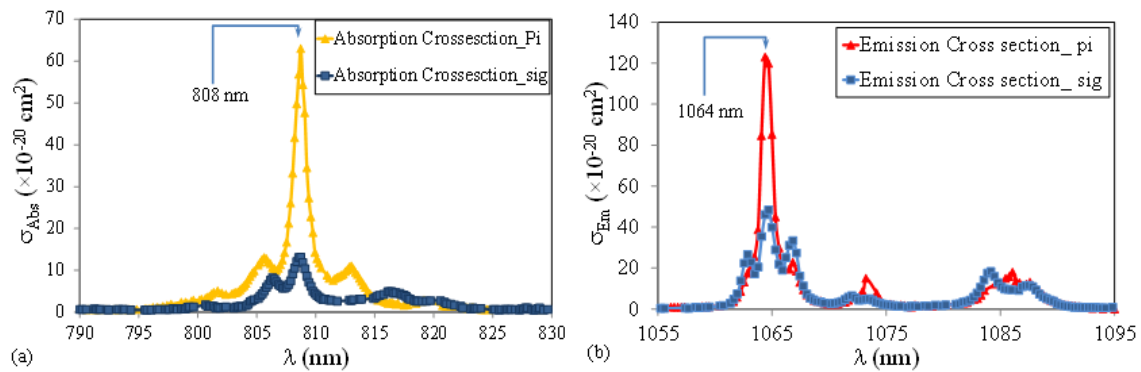 70
60
50
40
30
20
10
0
σAbs (×10-20 cm2)
808 nm
Absorption Crossesction_Pi
Absorption Crossesction_sig
790 795 800 805 810 815 820 825 830
(a)
λ (nm)
140
120
100
80
60
40
20
0
σEm (×10-20 cm2)
1064 nm
Emission Cross section_ pi
Emission Cross section_ sig
1055 1065 1075 1085 1095
(b)
λ (nm)